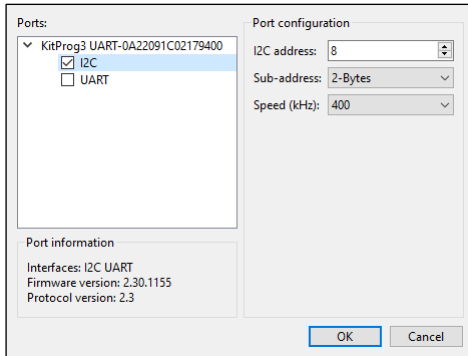 Ports:
KitProg3 UART-0A22091C02179400
I2C
UART
Port information
Interfaces: I2C UART
Firmware version: 2.30.1155
Protocol version: 2.3
Port configuration
I2C address: 8
Sub-address: 2-Bytes
Speed (kHz): 400
OK Cancel